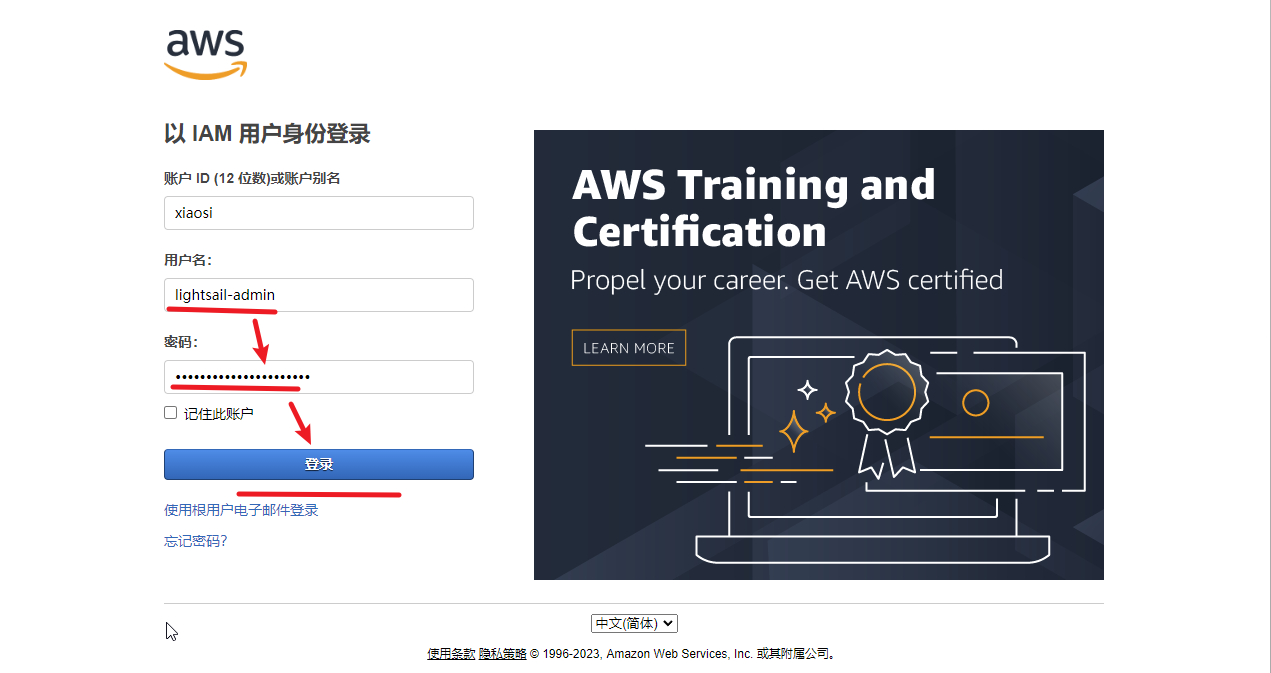 aws
以 IAM 用户身份登录
账户 ID (12 位数)或账户别名
xiaosi
用户名：
lightsail-admin
密码：
••••••••••••••••••••••
记住此账户
登录
使用根用户电子邮件登录
忘记密码?
AWS Training and
Certification
Propel your career. Get AWS certified
LEARN MORE
中文(简体)
使用条款 隐私策略 © 1996-2023, Amazon Web Services, Inc. 或其附属公司。